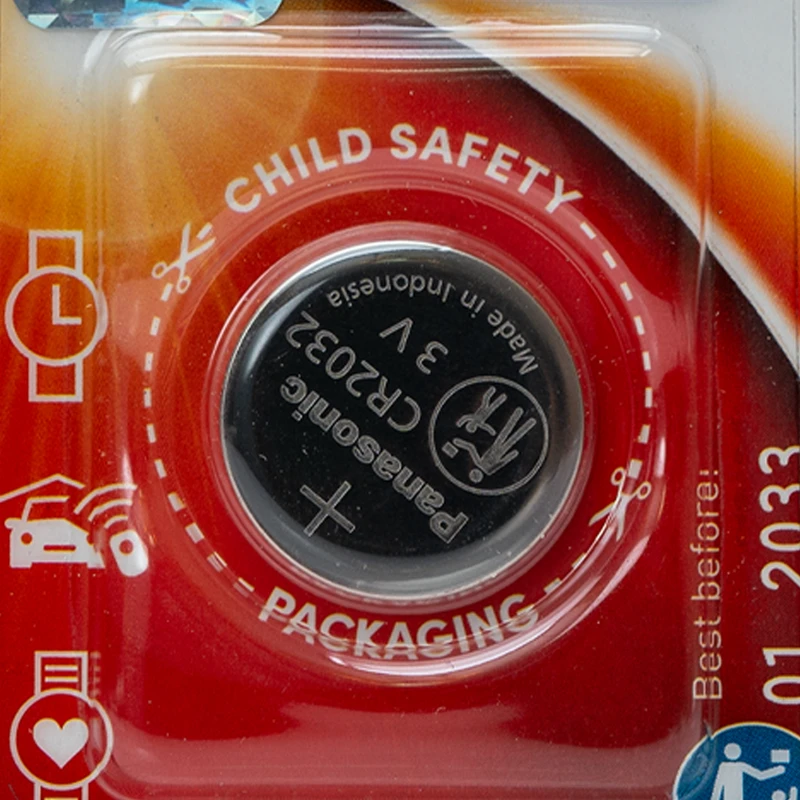 CHILD SAFETY
Made in Indonesia
3 V
CR2032
Panasonic
+
PACKAGING
Best before:
01 2033